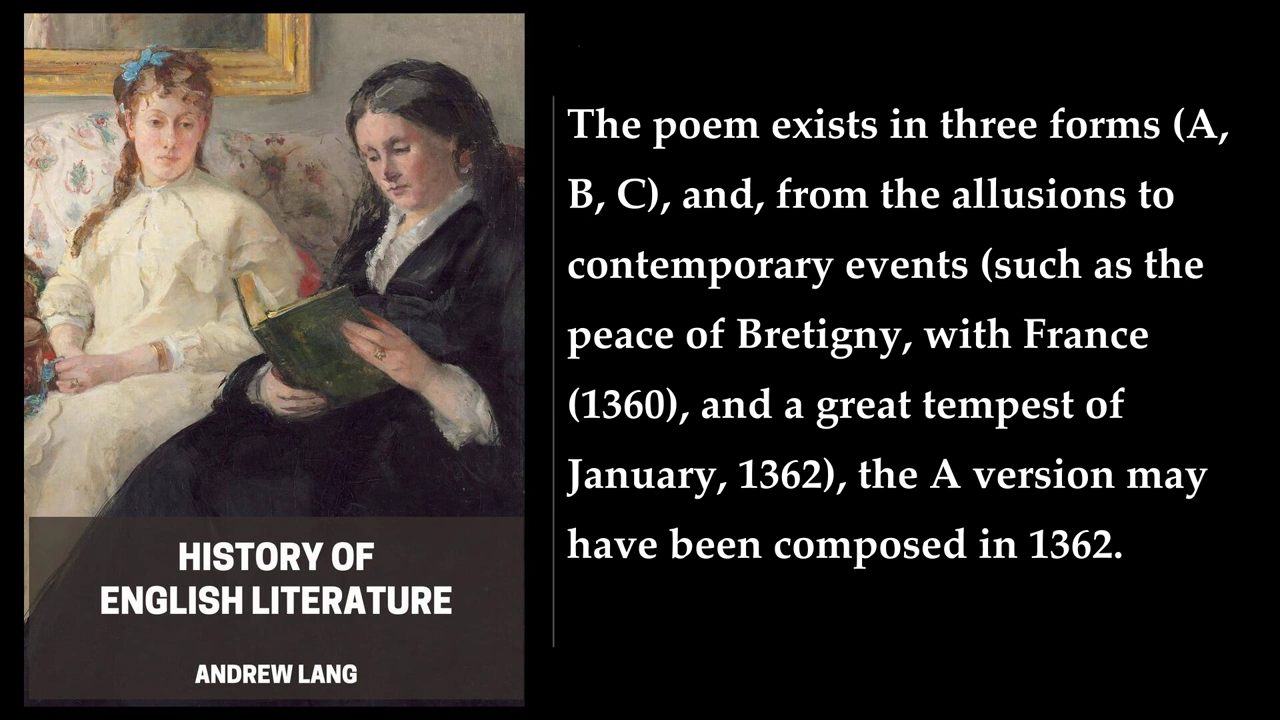 HISTORY OF
ENGLISH LITERATURE
ANDREW LANG
The poem exists in three forms (A,
B, C), and, from the allusions to
contemporary events (such as the
peace of Bretigny, with France
(1360), and a great tempest of
January, 1362), the A version may
have been composed in 1362.